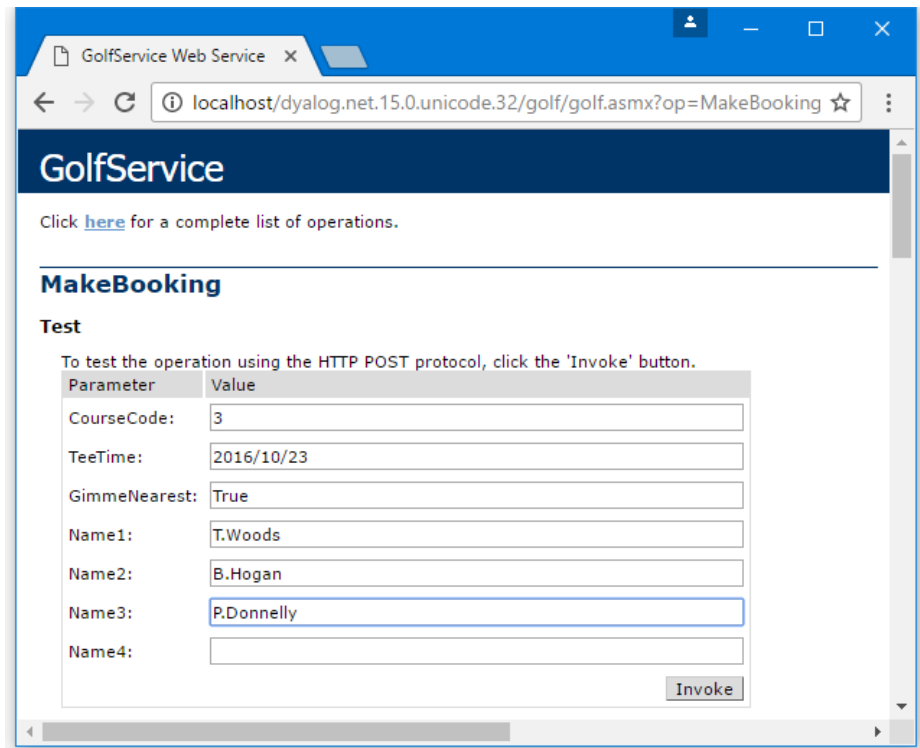 GolfService Web Service
localhost/dyalog.net.15.0.unicode.32/golf/golf.asmx?op=MakeBooking
GolfService
Click here for a complete list of operations.
MakeBooking
Test
To test the operation using the HTTP POST protocol, click the 'Invoke' button.
Parameter Value
CourseCode: 3
TeeTime: 2016/10/23
GimmeNearest: True
Name1: T.Woods
Name2: B.Hogan
Name3: P.Donnelly
Name4:
Invoke